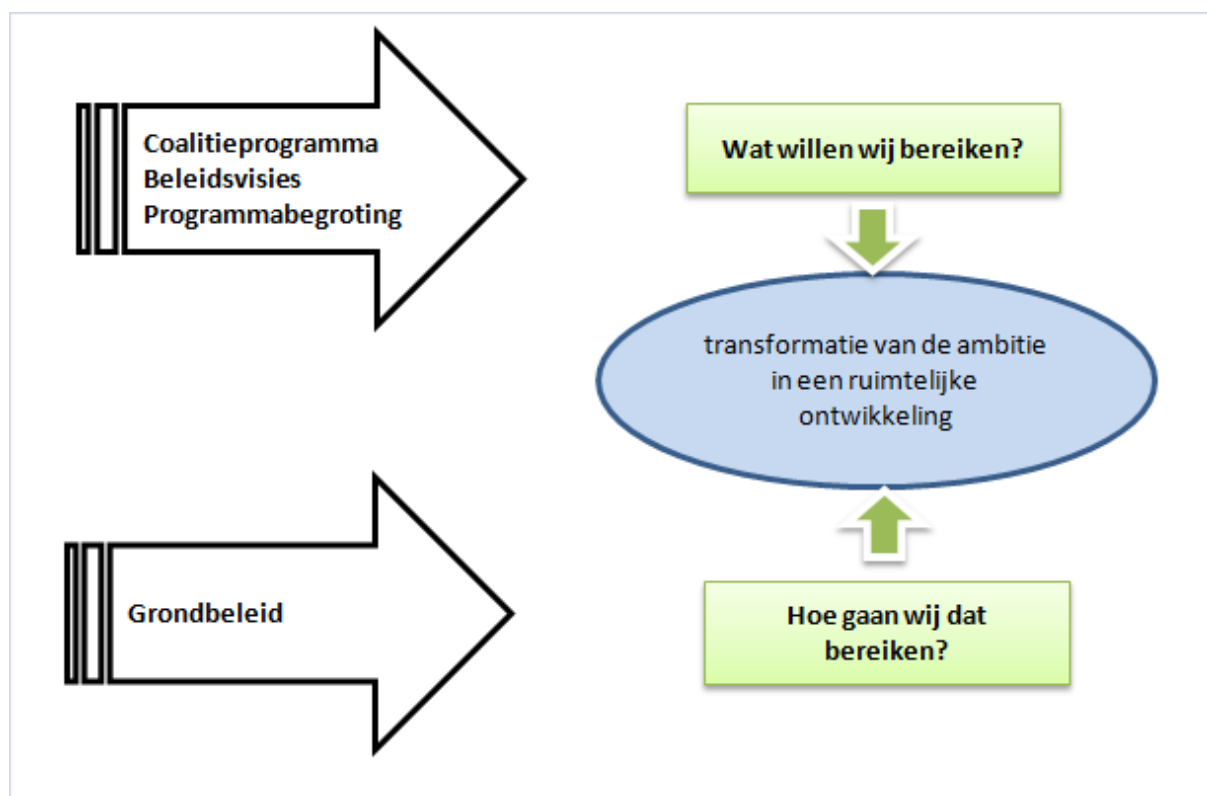 Coalitieprogramma
Beleidsvisies
Programmabegroting
Wat willen wij bereiken?
transformatie van de ambitie
in een ruimtelijke
ontwikkeling
Grondbeleid
Hoe gaan wij dat
bereiken?